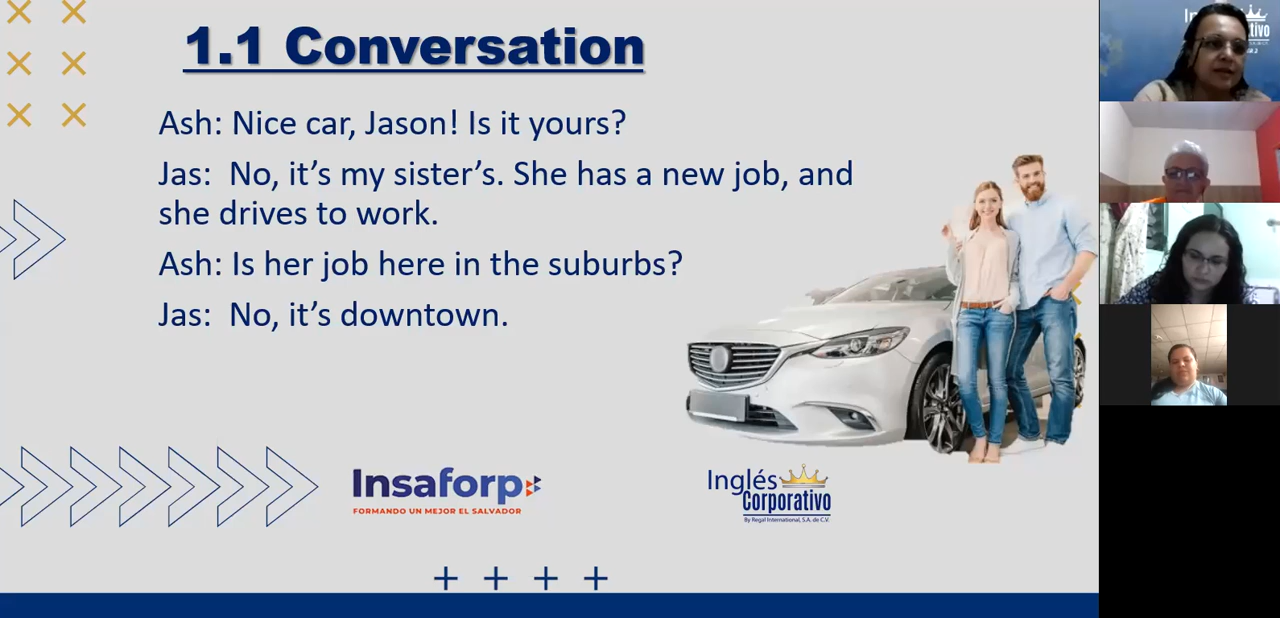 1.1 Conversation
Ash: Nice car, Jason! Is it yours?
Jas:  No, it’s my sister’s. She has a new job, and
she drives to work.
Ash: Is her job here in the suburbs?
Jas:  No, it’s downtown.
Insaforp
FORMANDO UN MEJOR EL SALVADOR
Inglés
Corporativo
By Regal International, S.A. de C.V.